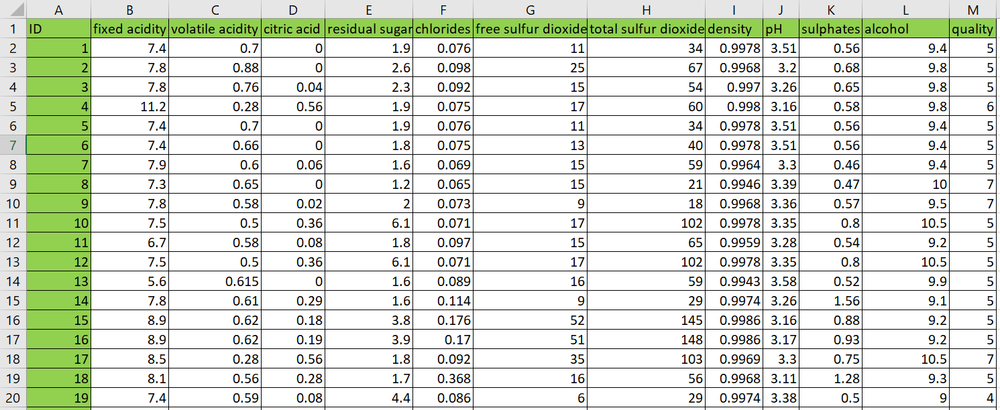 A B C D E F G H I J K L M
1 ID fixed acidity volatile acidity citric acid residual sugar chlorides free sulfur dioxide total sulfur dioxide density pH sulphates alcohol quality
2 1 7.4 0.7 0 1.9 0.076 11 34 0.9978 3.51 0.56 9.4 5
3 2 7.8 0.88 0 2.6 0.098 25 67 0.9968 3.2 0.68 9.8 5
4 3 7.8 0.76 0.04 2.3 0.092 15 54 0.997 3.26 0.65 9.8 5
5 4 11.2 0.28 0.56 1.9 0.075 17 60 0.998 3.16 0.58 9.8 6
6 5 7.4 0.7 0 1.9 0.076 11 34 0.9978 3.51 0.56 9.4 5
7 6 7.4 0.66 0 1.8 0.075 13 40 0.9978 3.51 0.56 9.4 5
8 7 7.9 0.6 0.06 1.6 0.069 15 59 0.9964 3.3 0.46 9.4 5
9 8 7.3 0.65 0 1.2 0.065 15 21 0.9946 3.39 0.47 10 7
10 9 7.8 0.58 0.02 2 0.073 9 18 0.9968 3.36 0.57 9.5 7
11 10 7.5 0.5 0.36 6.1 0.071 17 102 0.9978 3.35 0.8 10.5 5
12 11 6.7 0.58 0.08 1.8 0.097 15 65 0.9959 3.28 0.54 9.2 5
13 12 7.5 0.5 0.36 6.1 0.071 17 102 0.9978 3.35 0.8 10.5 5
14 13 5.6 0.615 0 1.6 0.089 16 59 0.9943 3.58 0.52 9.9 5
15 14 7.8 0.61 0.29 1.6 0.114 9 29 0.9974 3.26 1.56 9.1 5
16 15 8.9 0.62 0.18 3.8 0.176 52 145 0.9986 3.16 0.88 9.2 5
17 16 8.9 0.62 0.19 3.9 0.17 51 148 0.9986 3.17 0.93 9.2 5
18 17 8.5 0.28 0.56 1.8 0.092 35 103 0.9969 3.3 0.75 10.5 7
19 18 8.1 0.56 0.28 1.7 0.368 16 56 0.9968 3.11 1.28 9.3 5
20 19 7.4 0.59 0.08 4.4 0.086 6 29 0.9974 3.38 0.5 9 4